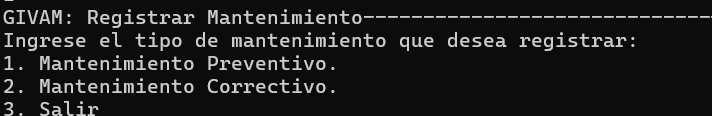 GIVAM: Registrar Mantenimiento-----------------------------
Ingrese el tipo de mantenimiento que desea registrar:
1. Mantenimiento Preventivo.
2. Mantenimiento Correctivo.
3. Salir